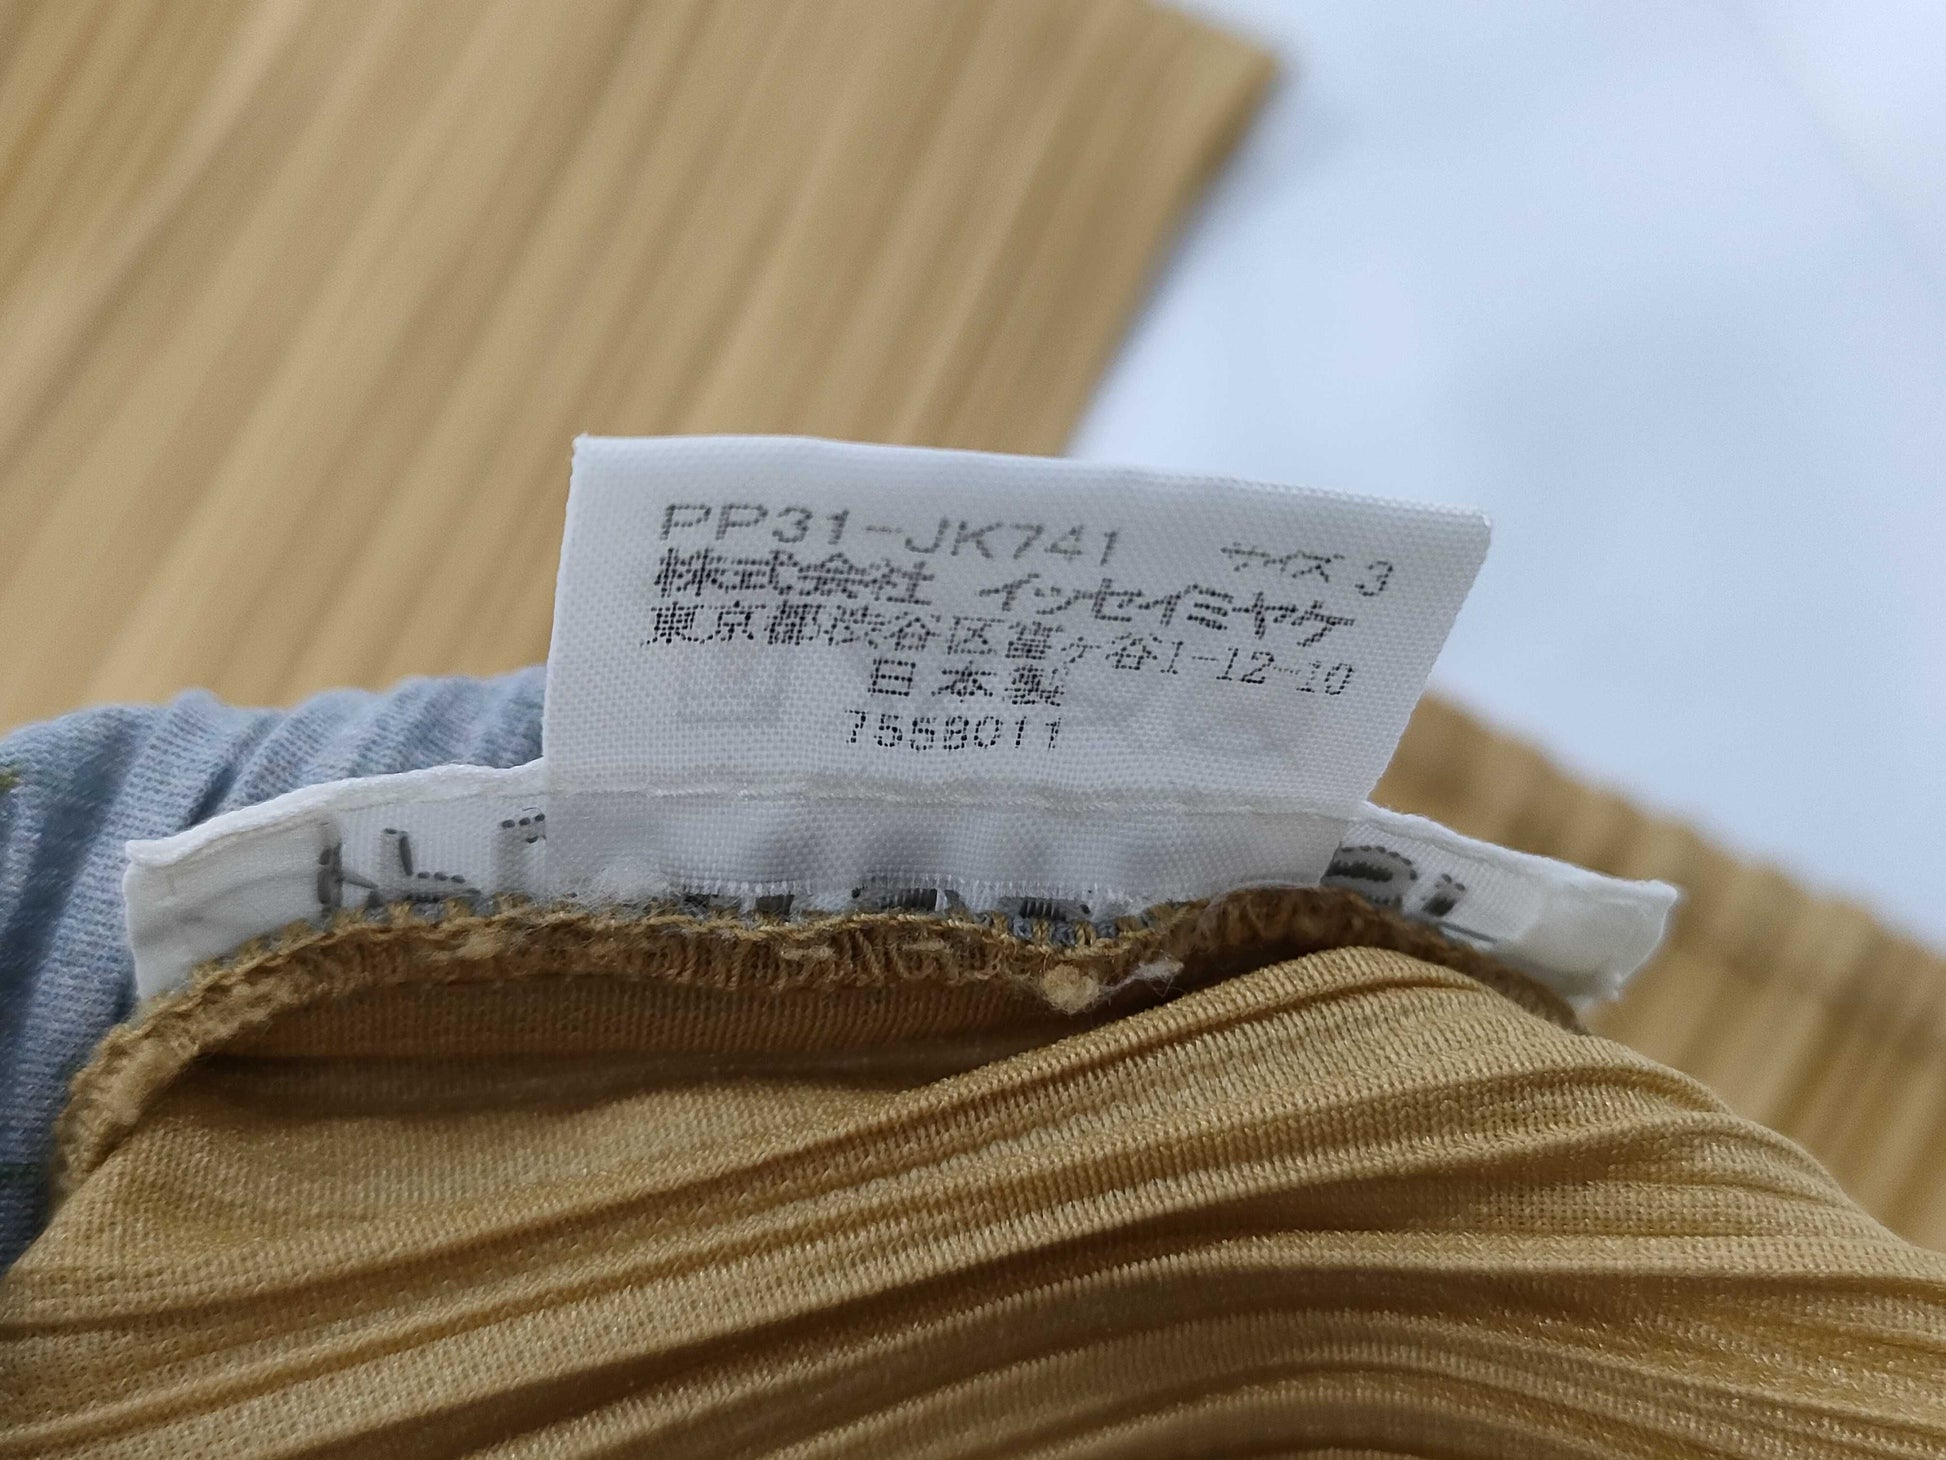 PP31-JK741 サイズ 3
株式会社 イッセイミヤケ
東京都渋谷区富ヶ谷1-12-10
日本製
7558011